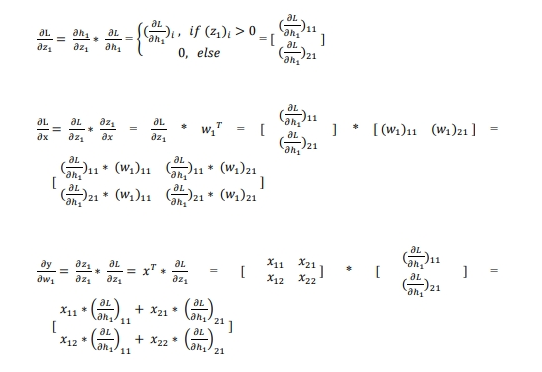 ∂L/∂z₁ = ∂h₁/∂z₁ * ∂L/∂h₁ = { (∂L/∂h₁)ᵢ , if (z₁)ᵢ > 0 ; 0, else = [ (∂L/∂h₁)₁₁ ; (∂L/∂h₁)₂₁ ]
∂L/∂x = ∂L/∂z₁ * ∂z₁/∂x = ∂L/∂z₁ * w₁ᵀ = [ (∂L/∂h₁)₁₁ ; (∂L/∂h₁)₂₁ ] * [ (w₁)₁₁ (w₁)₂₁ ] =
[ (∂L/∂h₁)₁₁ * (w₁)₁₁ (∂L/∂h₁)₁₁ * (w₁)₂₁ ; (∂L/∂h₁)₂₁ * (w₁)₁₁ (∂L/∂h₁)₂₁ * (w₁)₂₁ ]
∂y/∂w₁ = ∂z₁/∂z₁ * ∂L/∂z₁ = xᵀ * ∂L/∂z₁ = [ x₁₁ x₂₁ ; x₁₂ x₂₂ ] * [ (∂L/∂h₁)₁₁ ; (∂L/∂h₁)₂₁ ] =
[ x₁₁ * (∂L/∂h₁)₁₁ + x₂₁ * (∂L/∂h₁)₂₁ ; x₁₂ * (∂L/∂h₁)₁₁ + x₂₂ * (∂L/∂h₁)₂₁ ]